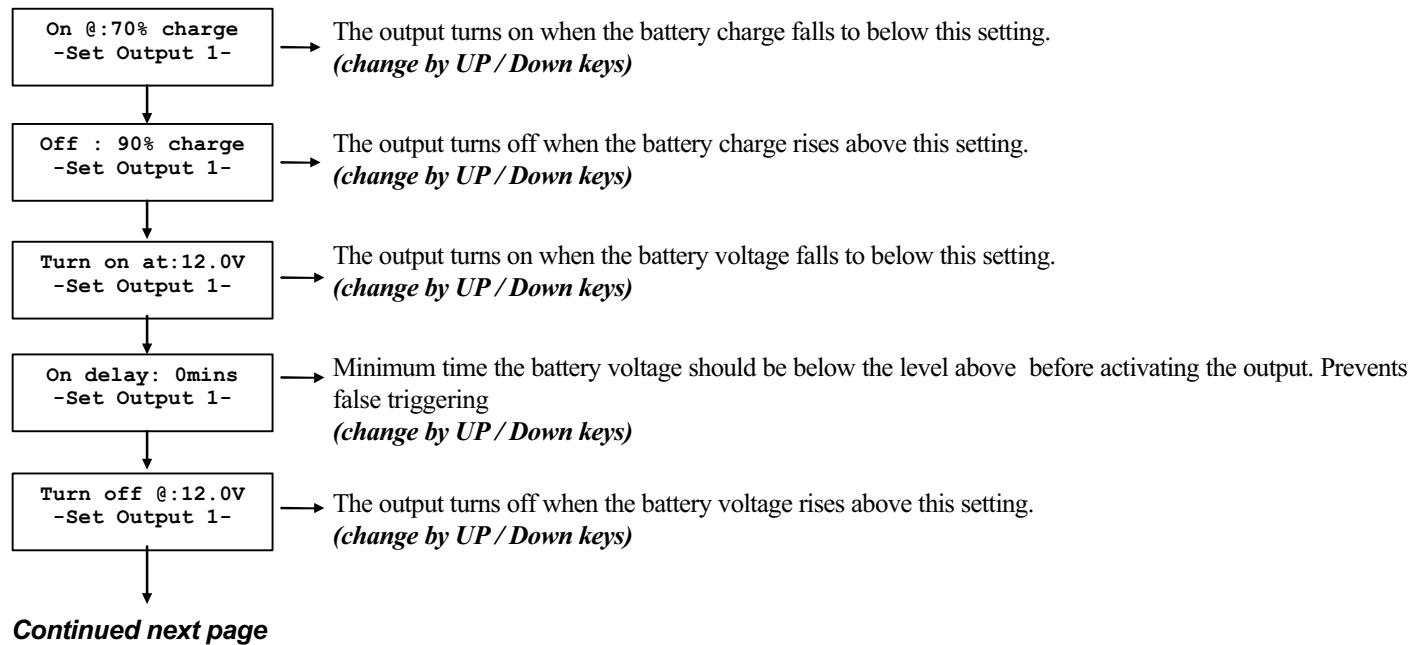 On @:70% charge
-Set Output 1-
The output turns on when the battery charge falls to below this setting.
(change by UP / Down keys)
Off : 90% charge
-Set Output 1-
The output turns off when the battery charge rises above this setting.
(change by UP / Down keys)
Turn on at:12.0V
-Set Output 1-
The output turns on when the battery voltage falls to below this setting.
(change by UP / Down keys)
On delay: 0mins
-Set Output 1-
Minimum time the battery voltage should be below the level above  before activating the output. Prevents
false triggering
(change by UP / Down keys)
Turn off @:12.0V
-Set Output 1-
The output turns off when the battery voltage rises above this setting.
(change by UP / Down keys)
Continued next page